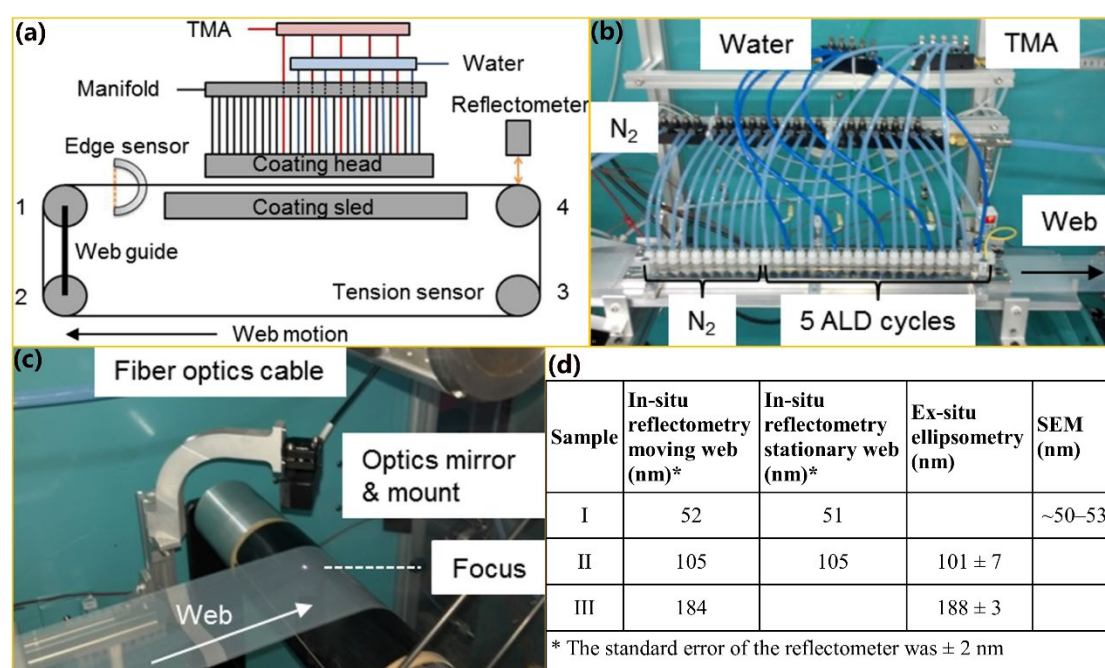 (a)
TMA
Water
Manifold
Reflectometer
Edge sensor
Coating head
1
4
Coating sled
Web guide
2
Tension sensor
3
Web motion
(b)
Water
TMA
N₂
Web
N₂
5 ALD cycles
(c)
Fiber optics cable
Optics mirror
& mount
Focus
Web
(d)
Sample
In-situ
reflectometry
moving web
(nm)*
In-situ
reflectometry
stationary web
(nm)*
Ex-situ
ellipsometry
(nm)
SEM
(nm)
I 52 51 ~50–53
II 105 105 101 ± 7
III 184 188 ± 3
* The standard error of the reflectometer was ± 2 nm